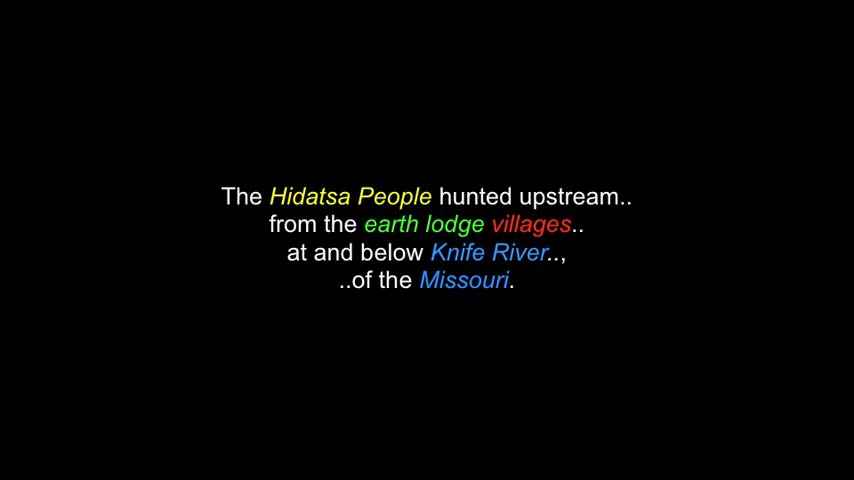 The Hidatsa People hunted upstream..
from the earth lodge villages..
at and below Knife River..,
..of the Missouri.